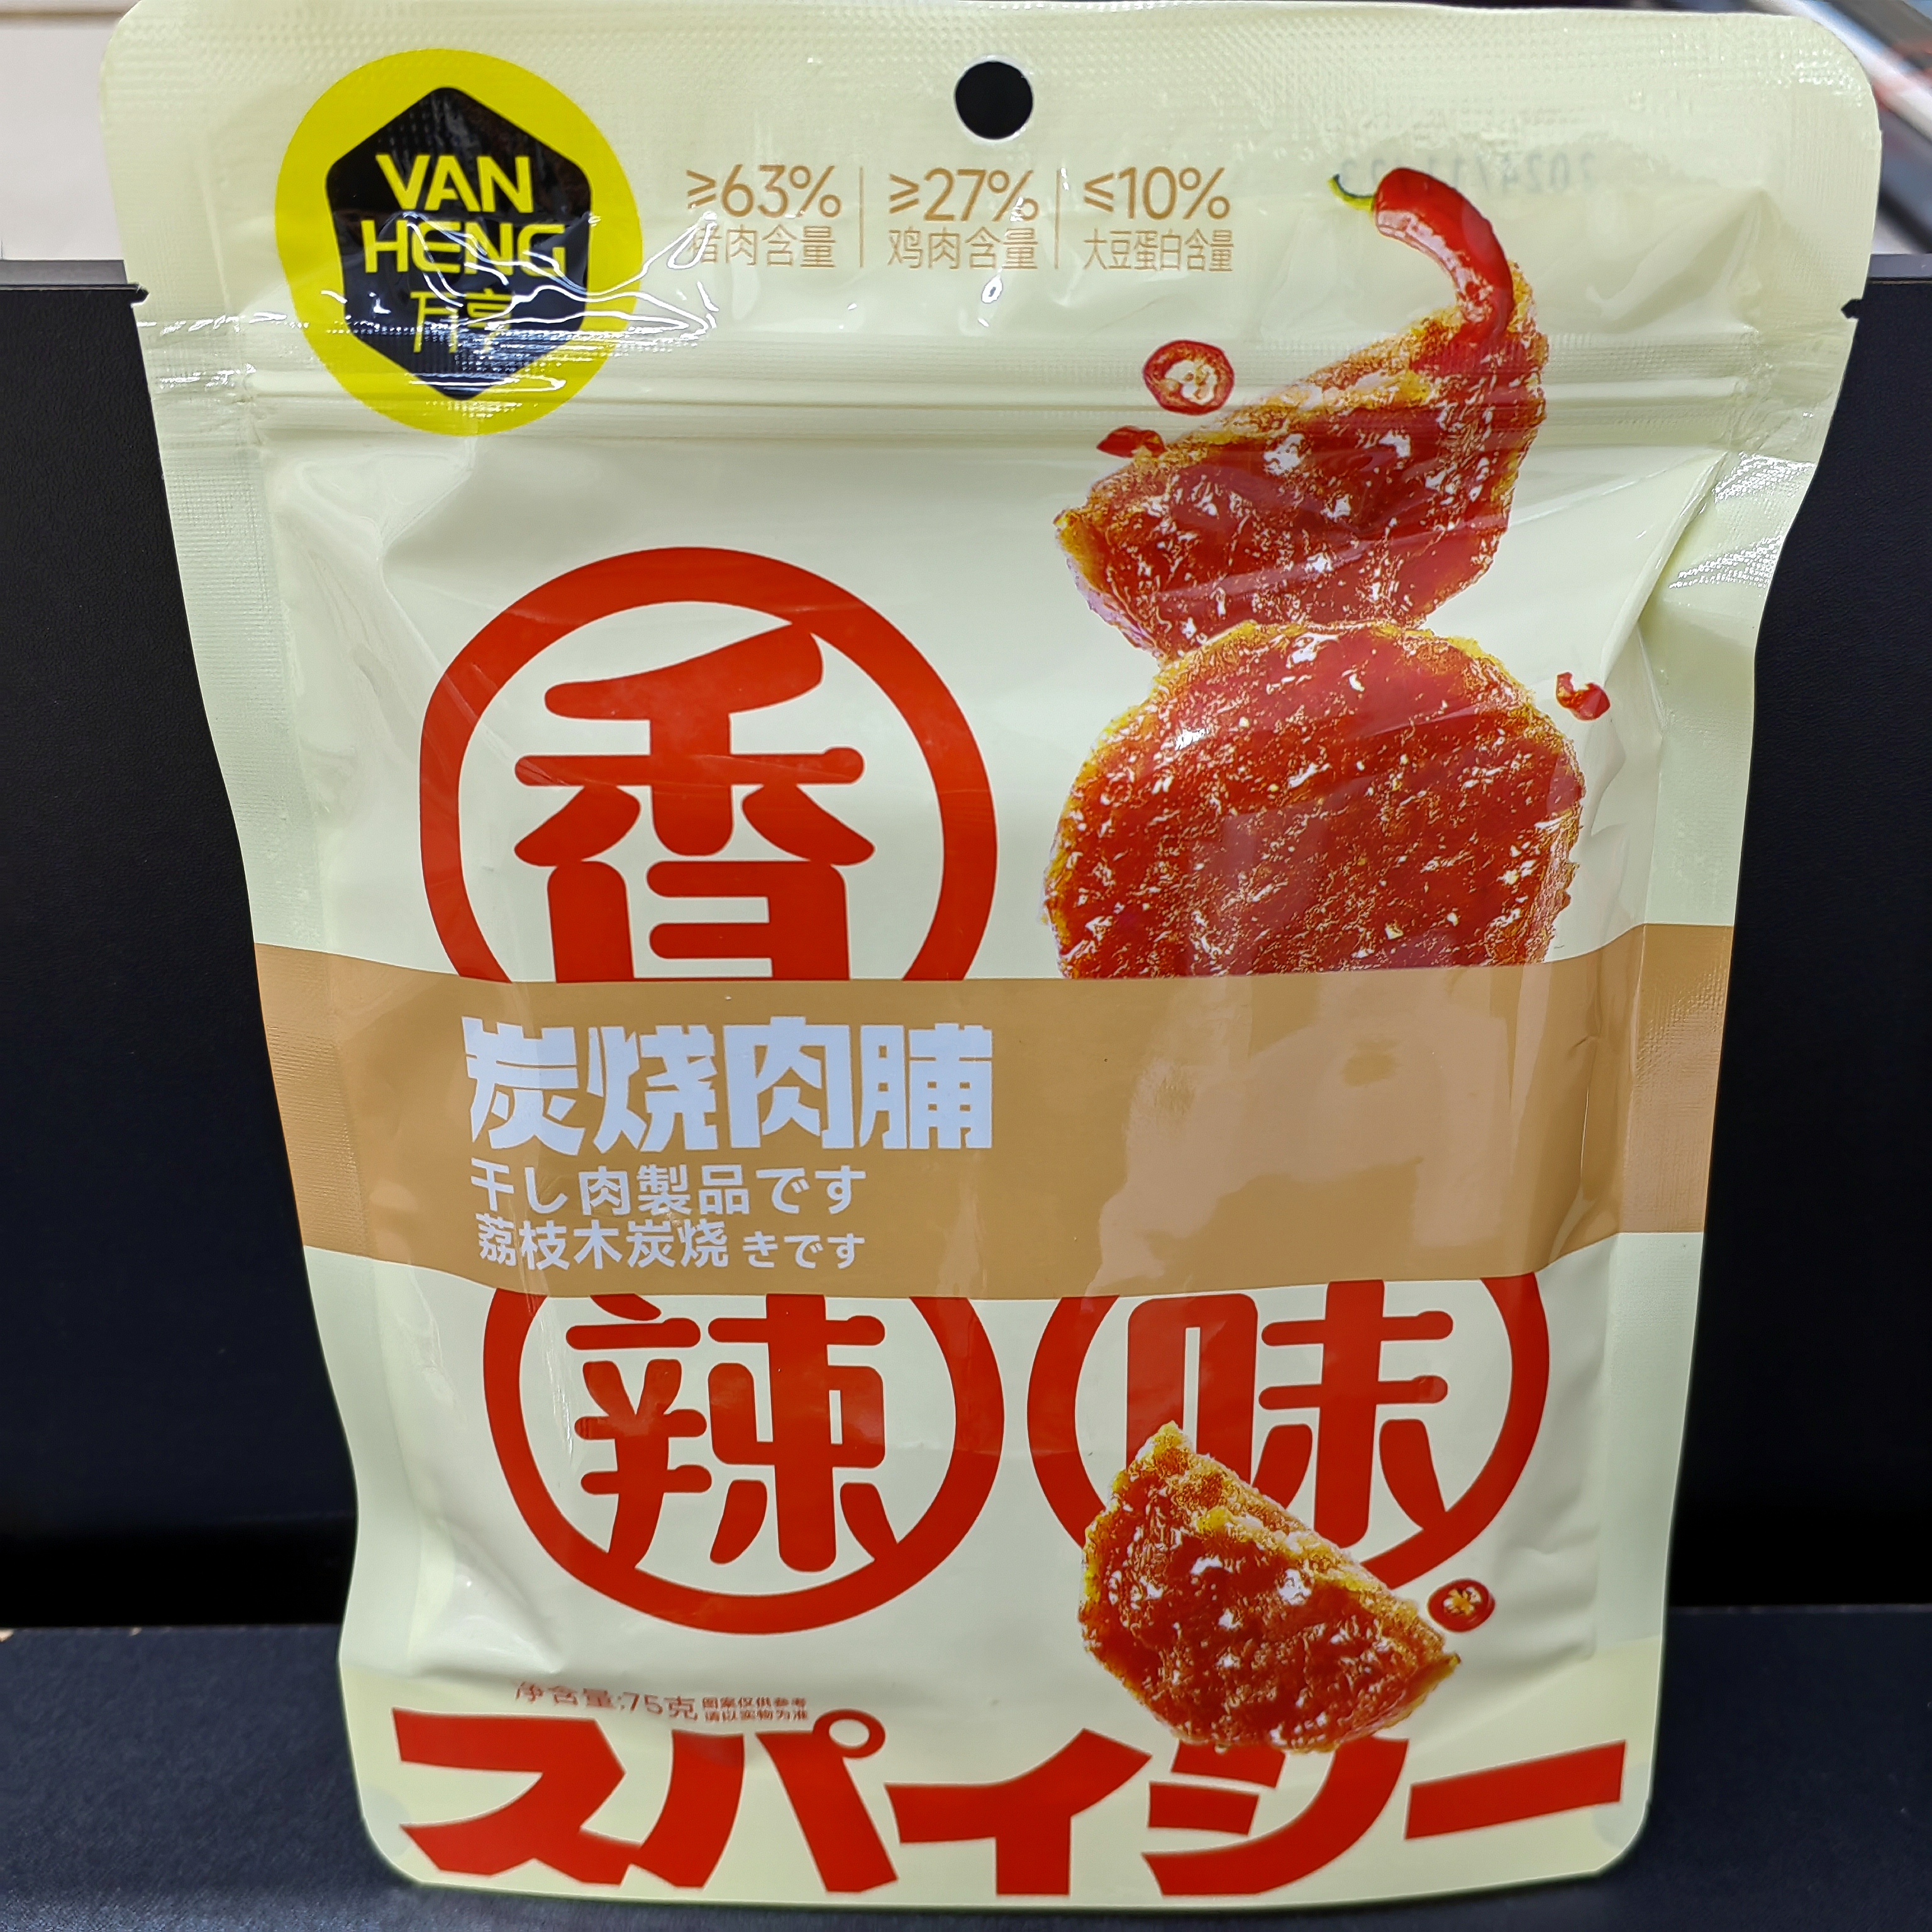 VAN
HENG
万亨
≥63% ≥27% ≤10%
猪肉含量 鸡肉含量 大豆蛋白含量
香
炭烧肉脯
干し肉製品です
荔枝木炭烧きです
辣味
净含量:75克
图案仅供参考
请以实物为准
スパイシー